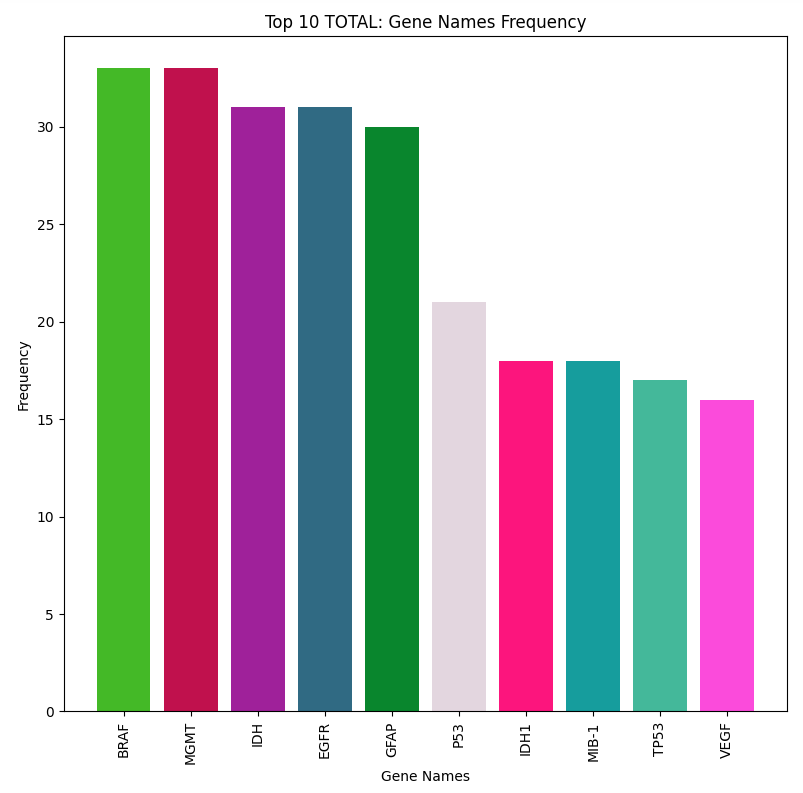 Top 10 TOTAL: Gene Names Frequency
Frequency
30
25
20
15
10
5
0
BRAF
MGMT
IDH
EGFR
GFAP
P53
IDH1
MIB-1
TP53
VEGF
Gene Names